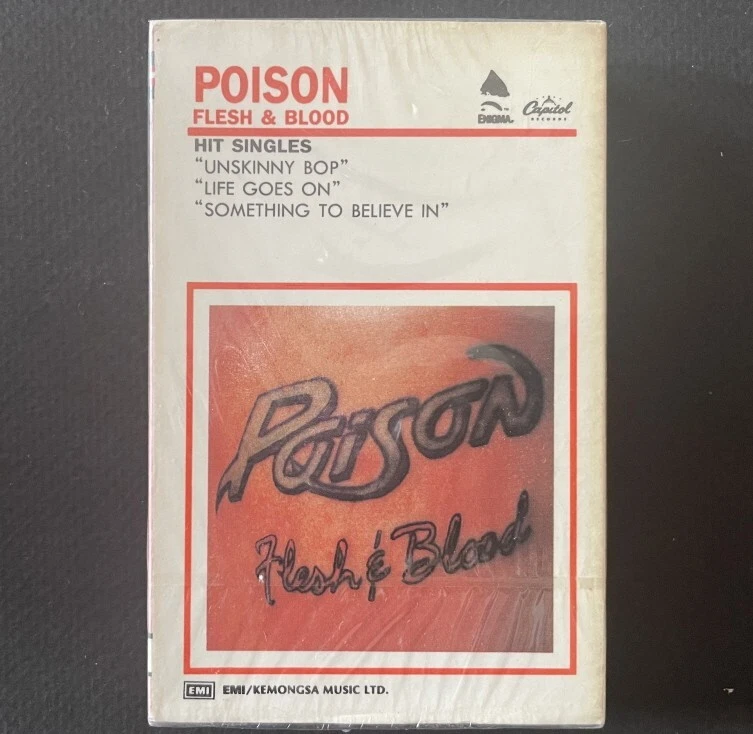 POISON
FLESH & BLOOD
ENIGMA.
Capitol
RECORDS
HIT SINGLES
“UNSKINNY BOP”
“LIFE GOES ON”
“SOMETHING TO BELIEVE IN”
Poison
Flesh & Blood
EMI EMI/KEMONGSA MUSIC LTD.